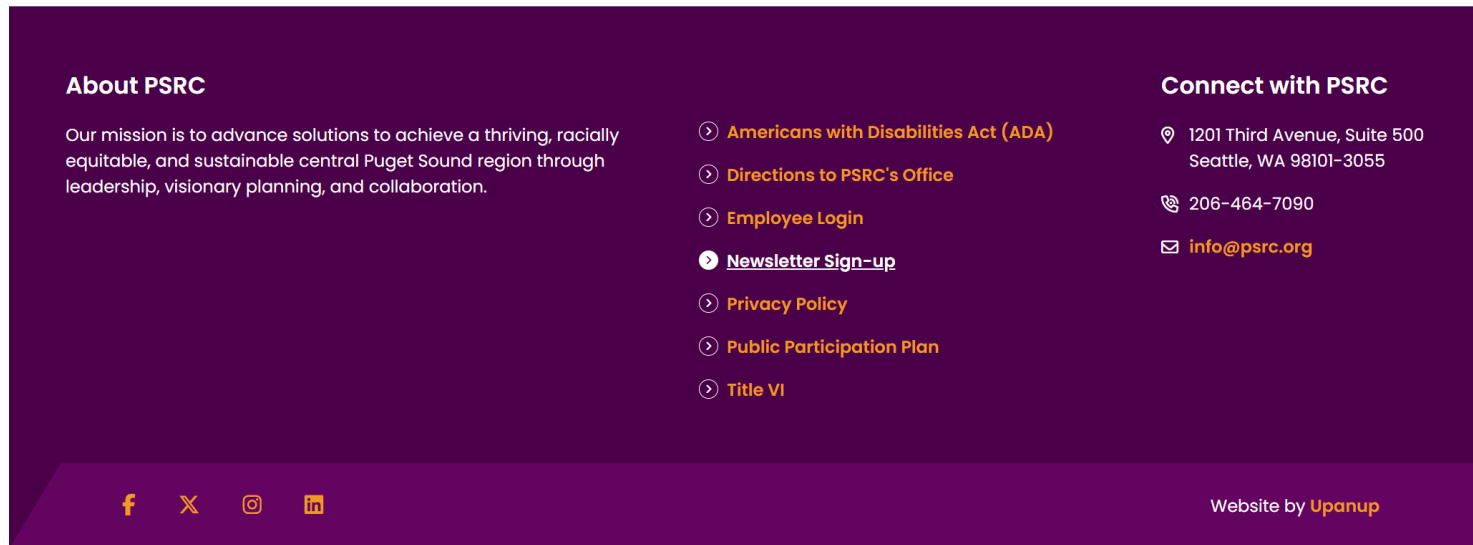 About PSRC
Our mission is to advance solutions to achieve a thriving, racially
equitable, and sustainable central Puget Sound region through
leadership, visionary planning, and collaboration.
Americans with Disabilities Act (ADA)
Directions to PSRC's Office
Employee Login
Newsletter Sign-up
Privacy Policy
Public Participation Plan
Title VI
Connect with PSRC
1201 Third Avenue, Suite 500
Seattle, WA 98101-3055
206-464-7090
info@psrc.org
Website by Upanup